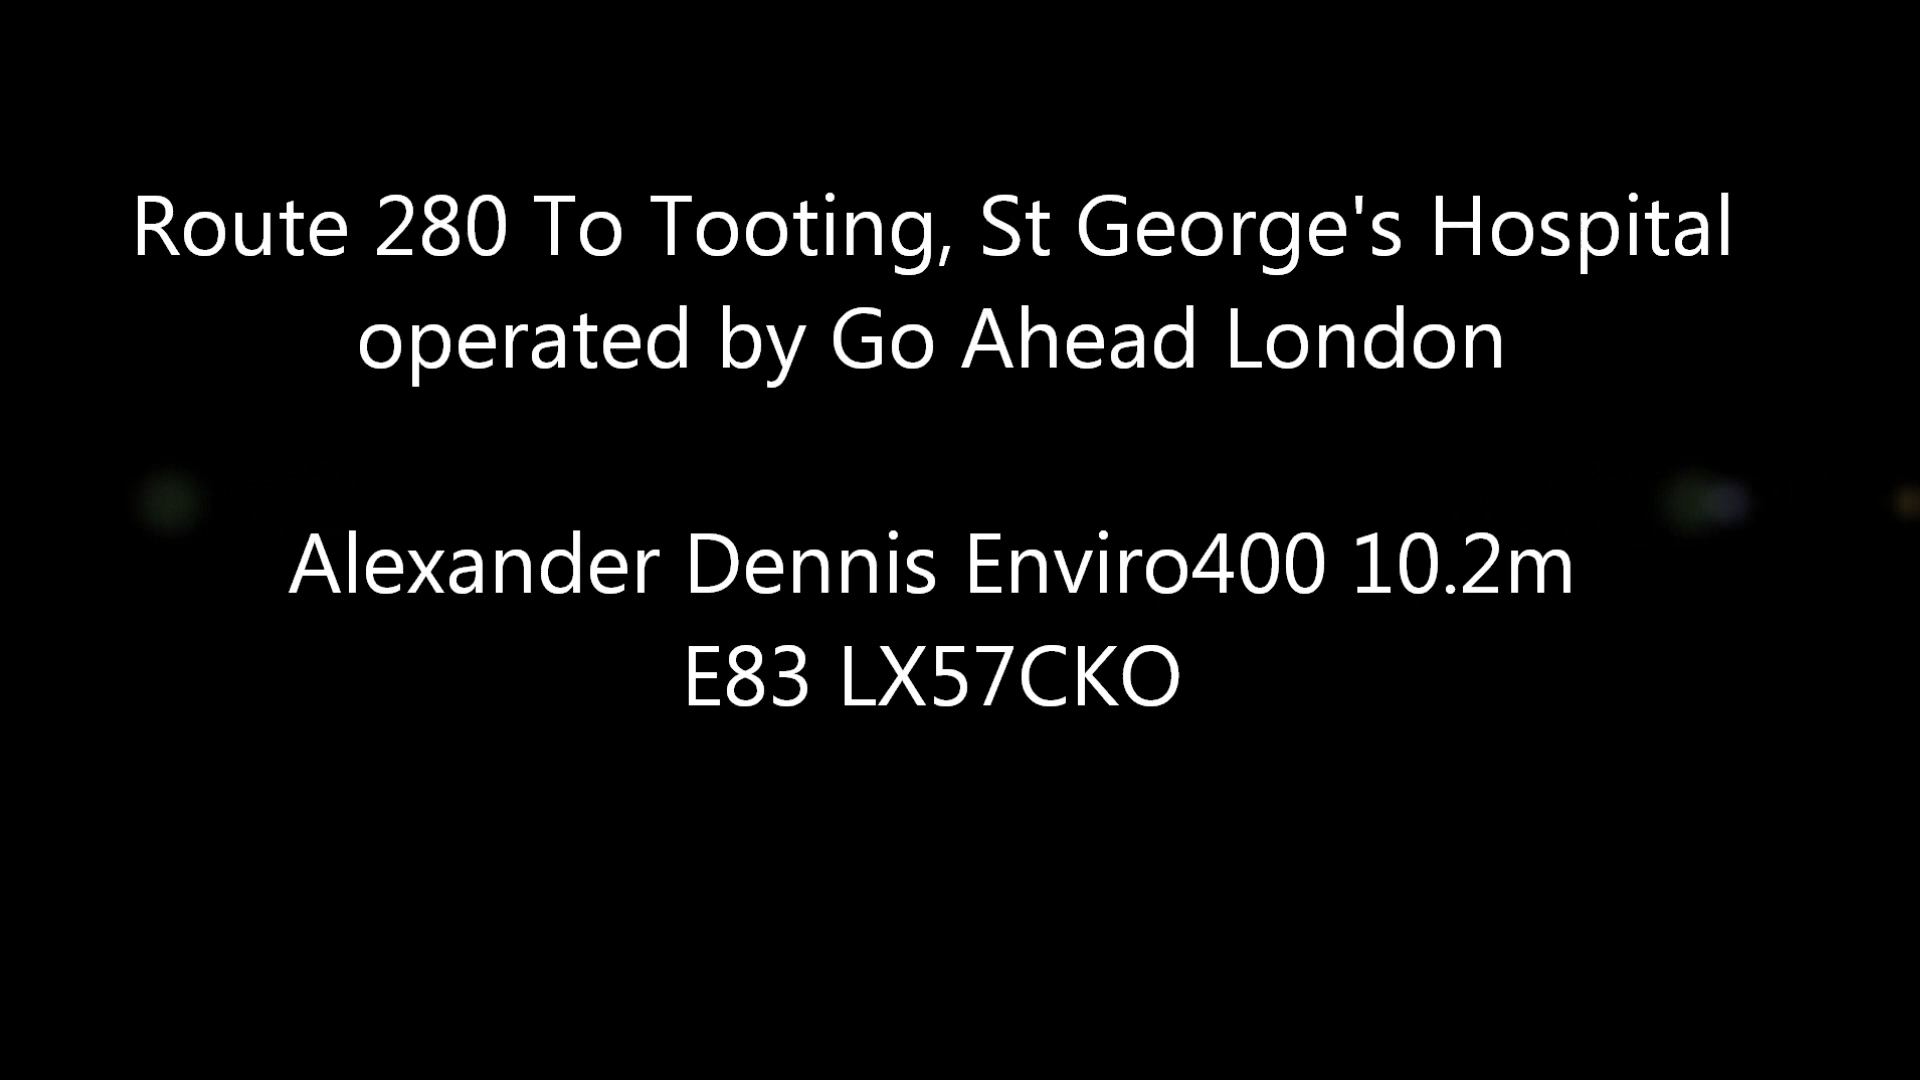 Route 280 To Tooting, St George's Hospital
operated by Go Ahead London
Alexander Dennis Enviro400 10.2m
E83 LX57CKO